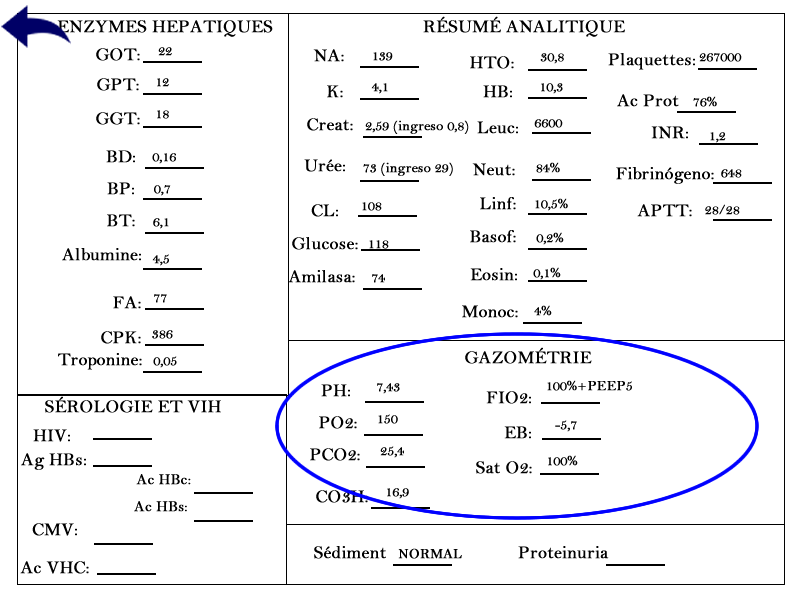 ENZYMES HEPATIQUES
GOT: 22
GPT: 12
GGT: 18
BD: 0,16
BP: 0,7
BT: 6,1
Albumine: 4,5
FA: 77
CPK: 386
Troponine: 0,05
SÉROLOGIE ET VIH
HIV:
Ag HBs:
Ac HBc:
Ac HBs:
CMV:
Ac VHC:
RÉSUMÉ ANALITIQUE
NA: 139
K: 4,1
Creat: 2,59 (ingreso 0,8)
Urée: 73 (ingreso 29)
CL: 108
Glucose: 118
Amilasa: 74
HTO: 30,8
HB: 10,3
Leuc: 6600
Neut: 84%
Linf: 10,5%
Basof: 0,2%
Eosin: 0,1%
Monoc: 4%
Plaquettes: 267000
Ac Prot 76%
INR: 1,2
Fibrinógeno: 648
APTT: 28/28
GAZOMÉTRIE
PH: 7,43
PO2: 150
PCO2: 25,4
CO3H: 16,9
FIO2: 100%+PEEP5
EB: -5,7
Sat O2: 100%
Sédiment NORMAL
Proteinuria